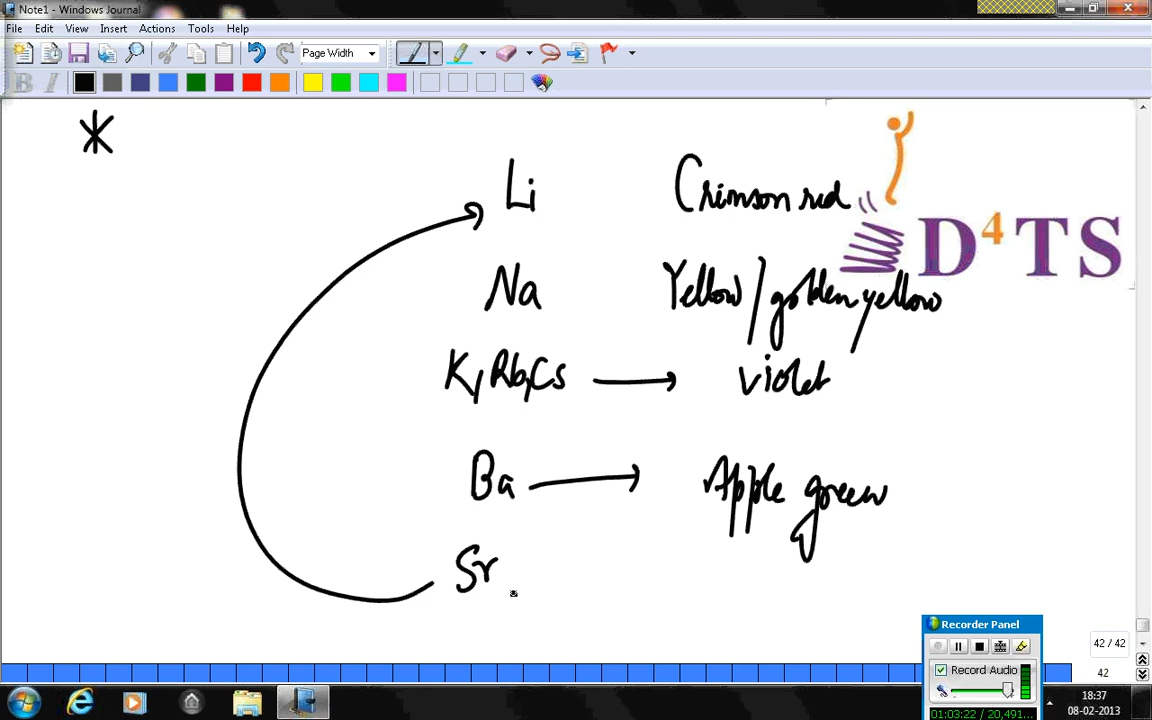 Note1 - Windows Journal
File Edit View Insert Actions Tools Help
Page Width
B I
Li Crimson red
D4TS
Na Yellow/golden yellow
K, Rb, Cs → violet
Ba → Apple green
Sr
Recorder Panel
Record Audio
01:03:22 / 20,491...
42 / 42
42
18:37
08-02-2013